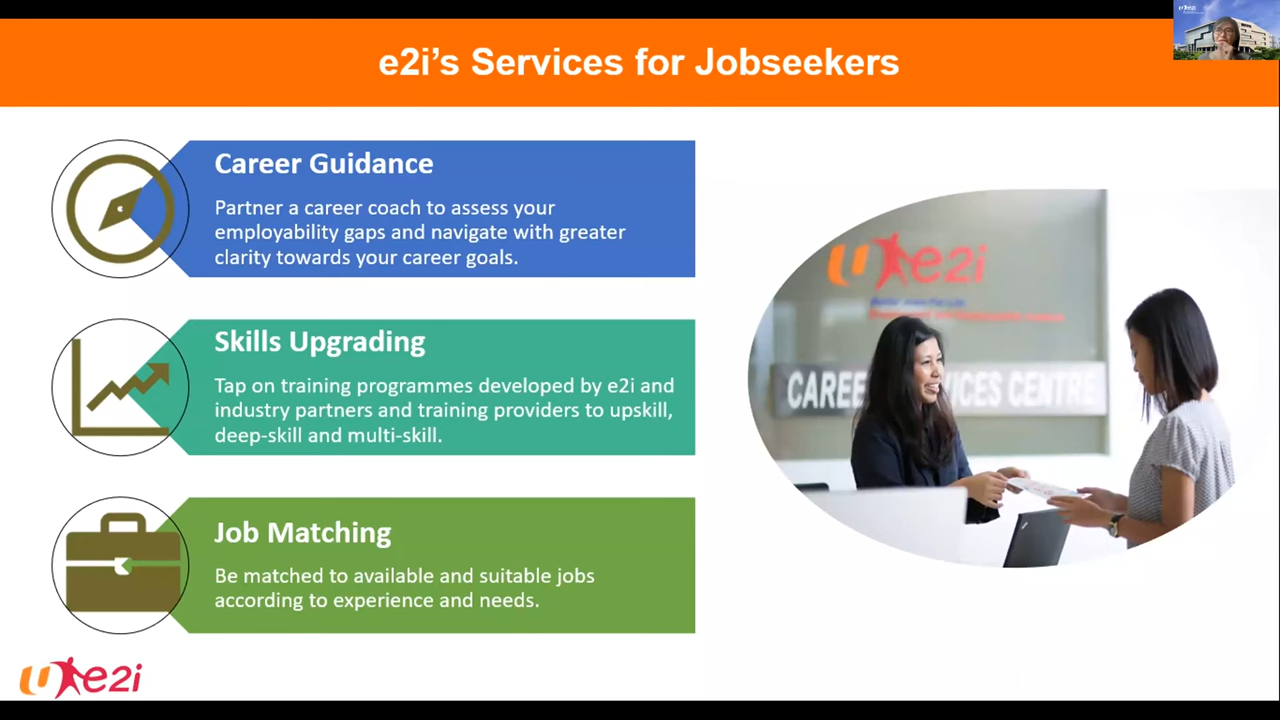 e2i's Services for Jobseekers
Career Guidance
Partner a career coach to assess your
employability gaps and navigate with greater
clarity towards your career goals.
Skills Upgrading
Tap on training programmes developed by e2i and
industry partners and training providers to upskill,
deep-skill and multi-skill.
Job Matching
Be matched to available and suitable jobs
according to experience and needs.
U e2i
CENTRE
U e2i